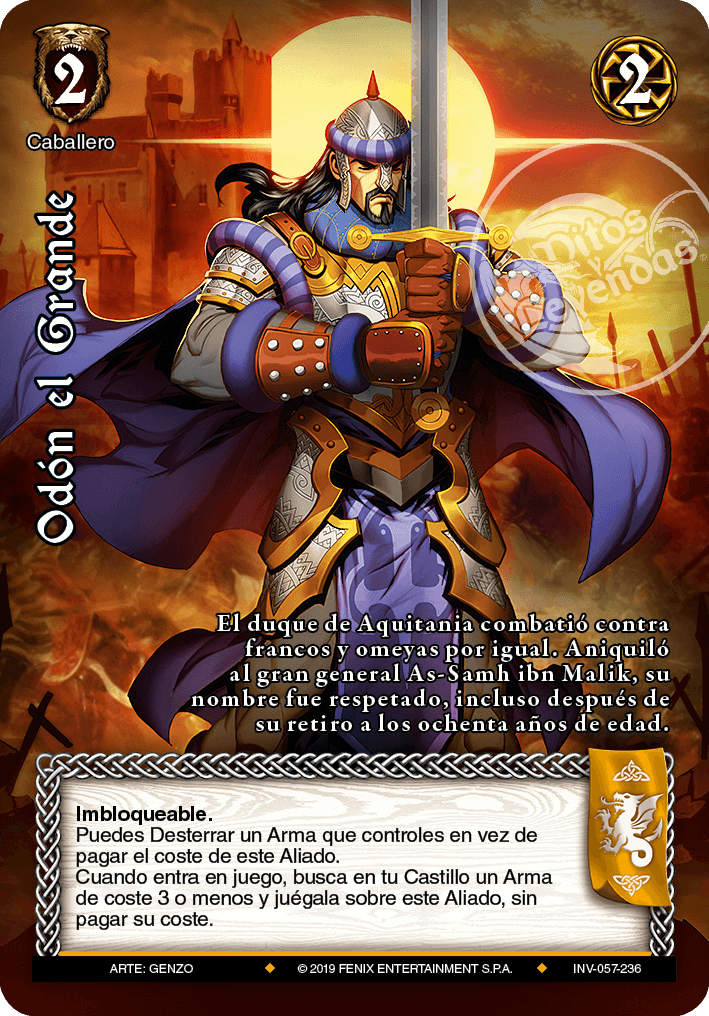 2
2
Caballero
Mitos
y
Leyendas
Odón el Grande
El duque de Aquitania combatió contra
francos y omeyas por igual. Aniquiló
al gran general As-Samh ibn Malik, su
nombre fue respetado, incluso después de
su retiro a los ochenta años de edad.
Imbloqueable.
Puedes Desterrar un Arma que controles en vez de
pagar el coste de este Aliado.
Cuando entra en juego, busca en tu Castillo un Arma
de coste 3 o menos y juégala sobre este Aliado, sin
pagar su coste.
ARTE: GENZO ◆ © 2019 FENIX ENTERTAINMENT S.P.A. ◆ INV-057-236